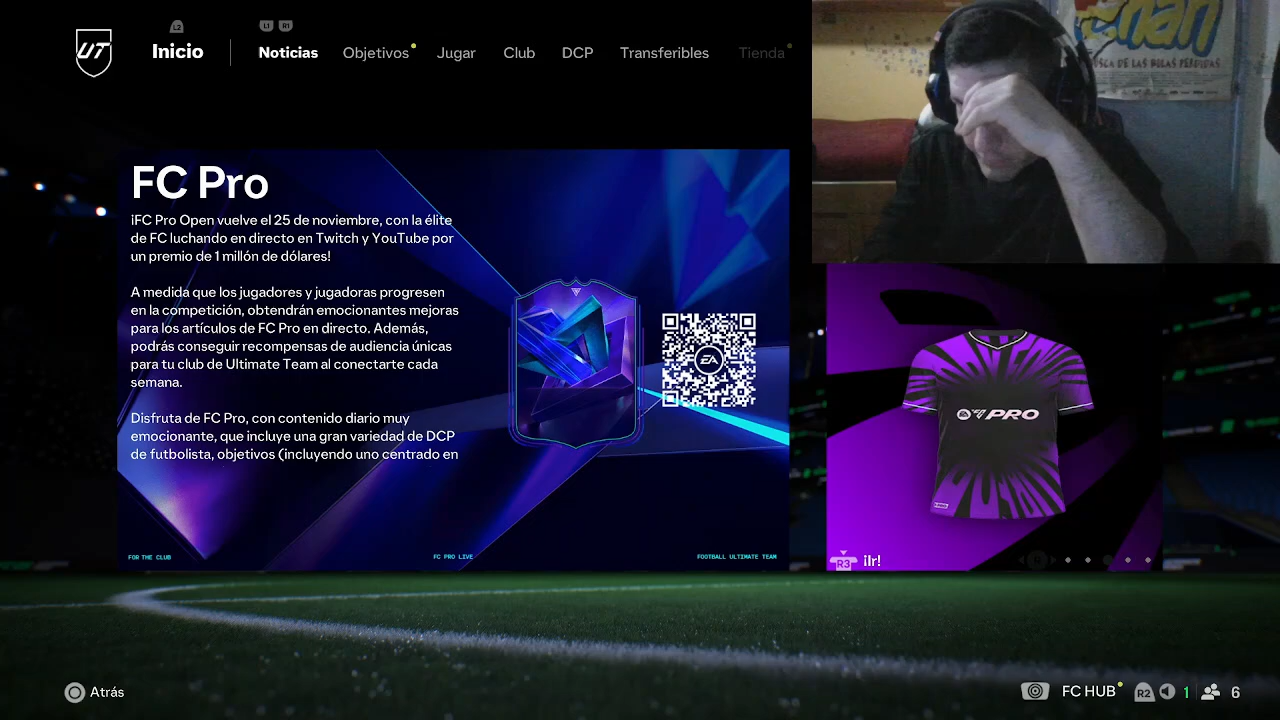 L2
L1 R1
UT
Inicio
Noticias
Objetivos
Jugar
Club
DCP
Transferibles
Tienda
FC Pro
¡FC Pro Open vuelve el 25 de noviembre, con la élite
de FC luchando en directo en Twitch y YouTube por
un premio de 1 millón de dólares!
A medida que los jugadores y jugadoras progresen
en la competición, obtendrán emocionantes mejoras
para los artículos de FC Pro en directo. Además,
podrás conseguir recompensas de audiencia únicas
para tu club de Ultimate Team al conectarte cada
semana.
Disfruta de FC Pro, con contenido diario muy
emocionante, que incluye una gran variedad de DCP
de futbolista, objetivos (incluyendo uno centrado en
EA
FOR THE CLUB
FC PRO LIVE
FOOTBALL ULTIMATE TEAM
PRO
R3
¡Ir!
Atrás
FC HUB
R2
1
6